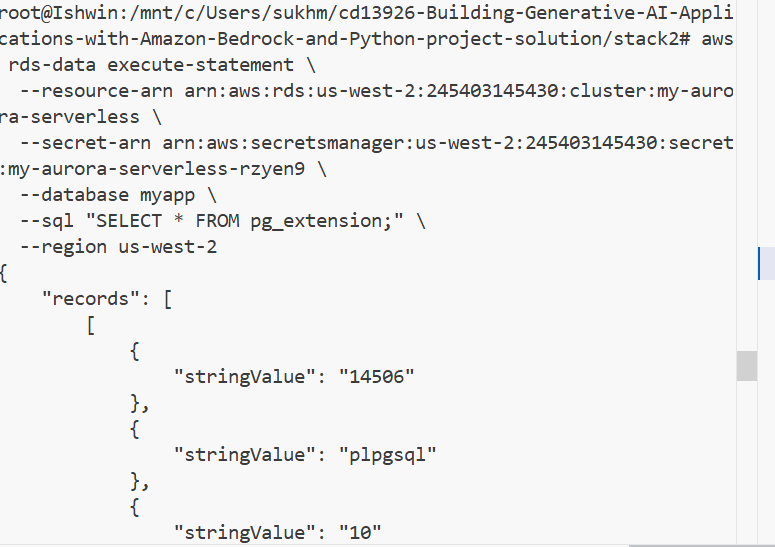 root@Ishwin:/mnt/c/Users/sukhm/cd13926-Building-Generative-AI-Appli
cations-with-Amazon-Bedrock-and-Python-project-solution/stack2# aws
 rds-data execute-statement \
  --resource-arn arn:aws:rds:us-west-2:245403145430:cluster:my-auro
ra-serverless \
  --secret-arn arn:aws:secretsmanager:us-west-2:245403145430:secret
:my-aurora-serverless-rzyen9 \
  --database myapp \
  --sql "SELECT * FROM pg_extension;" \
  --region us-west-2
{
    "records": [
        [
            {
                "stringValue": "14506"
            },
            {
                "stringValue": "plpgsql"
            },
            {
                "stringValue": "10"